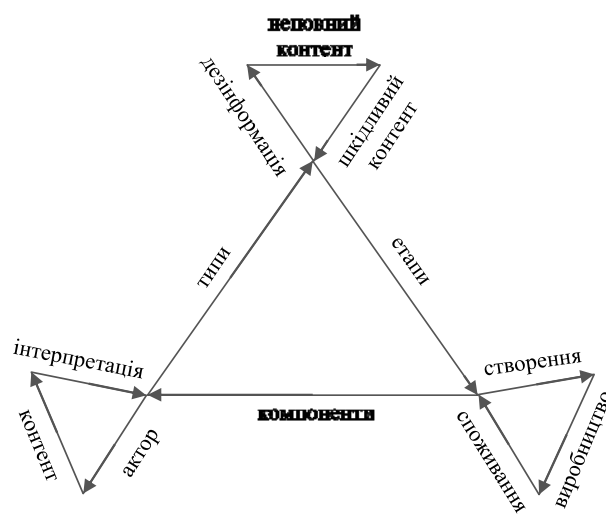 неповний
контент
дезінформація
шкідливий
контент
типи
етапи
інтерпретація
контент
актор
компоненти
створення
споживання
виробництво